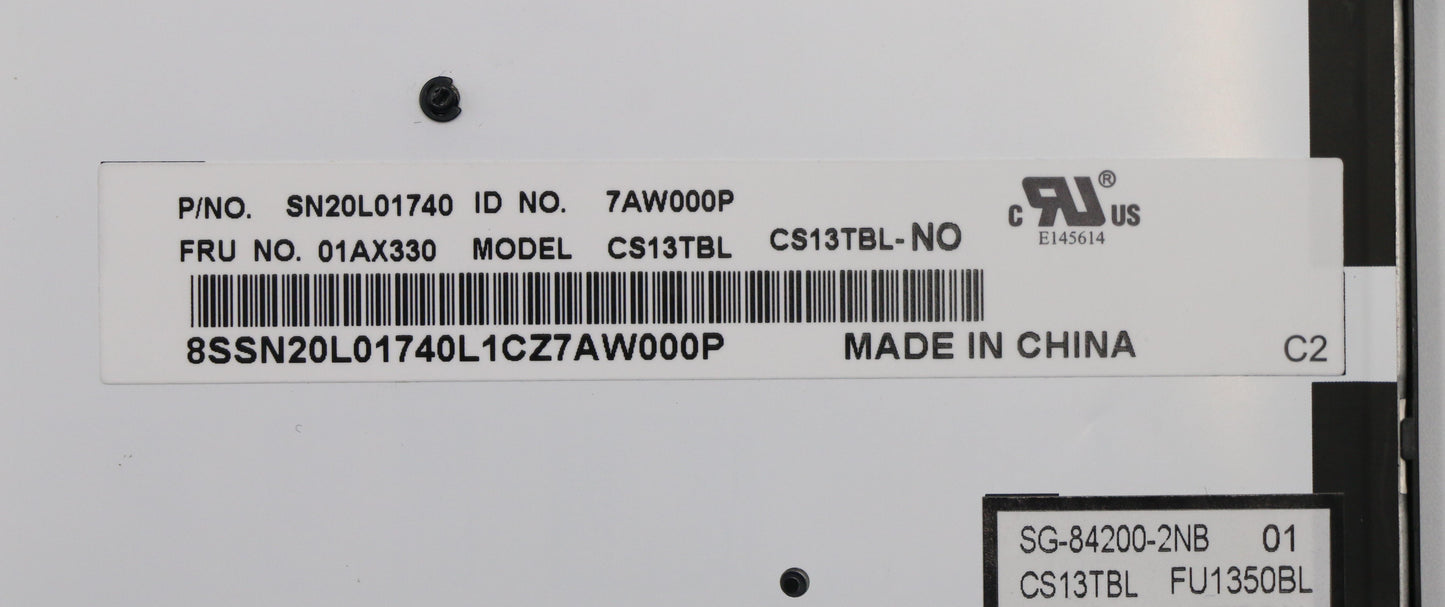 P/NO. SN20L01740 ID NO. 7AW000P
FRU NO. 01AX330 MODEL CS13TBL CS13TBL-NO
8SSN20L01740L1CZ7AW000P MADE IN CHINA C2
C RU ® US
E145614
SG-84200-2NB 01
CS13TBL FU1350BL